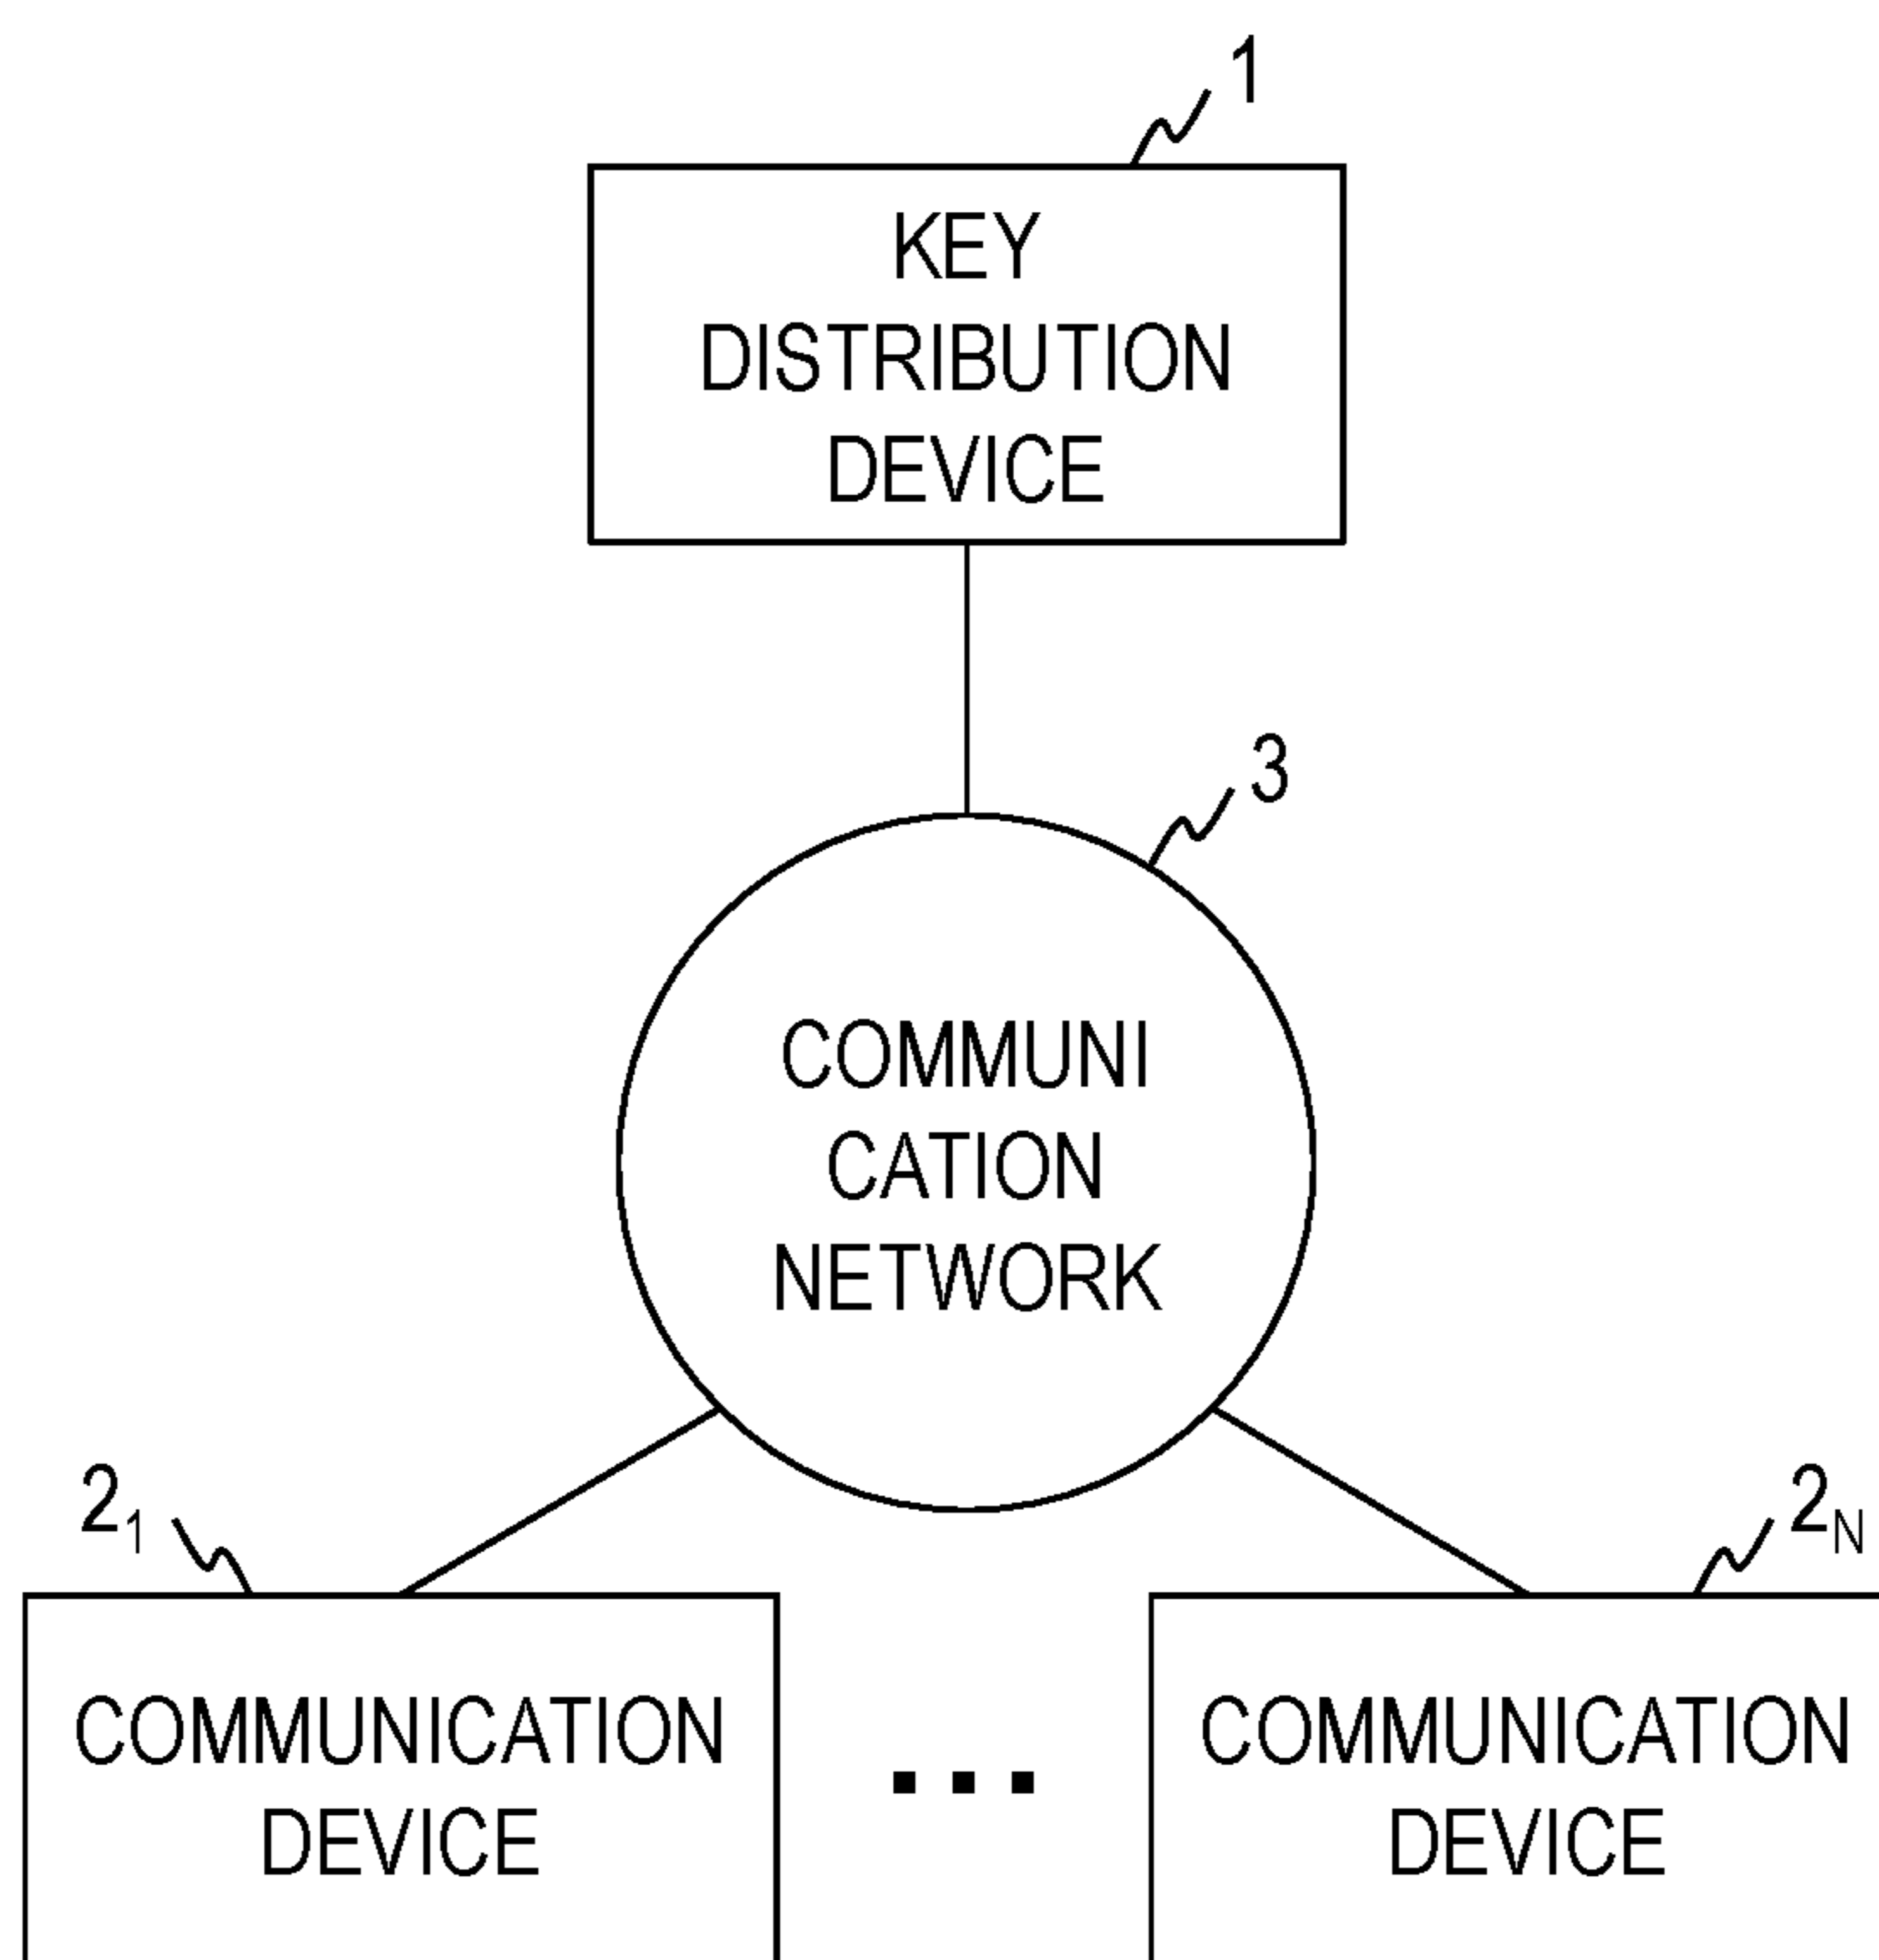 1
KEY
DISTRIBUTION
DEVICE
3
COMMUNI
CATION
NETWORK
2₁
2ₙ
COMMUNICATION
DEVICE
...
COMMUNICATION
DEVICE